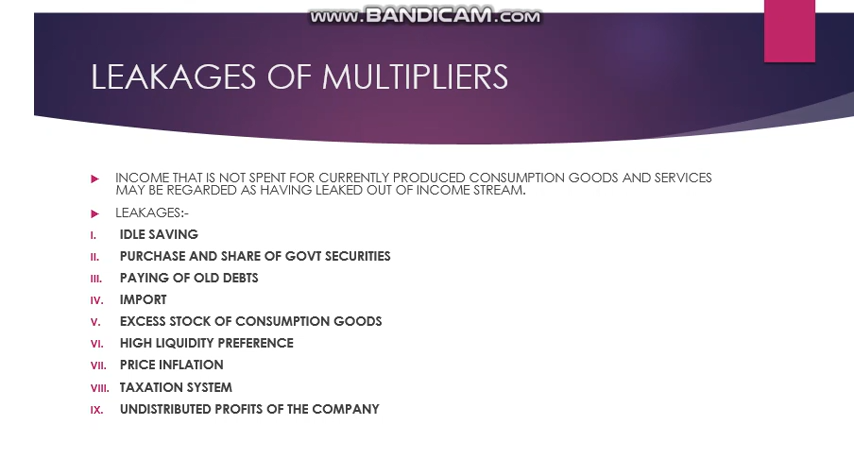 www.BANDICAM.com
LEAKAGES OF MULTIPLIERS
INCOME THAT IS NOT SPENT FOR CURRENTLY PRODUCED CONSUMPTION GOODS AND SERVICES
MAY BE REGARDED AS HAVING LEAKED OUT OF INCOME STREAM.
LEAKAGES:-
I. IDLE SAVING
II. PURCHASE AND SHARE OF GOVT SECURITIES
III. PAYING OF OLD DEBTS
IV. IMPORT
V. EXCESS STOCK OF CONSUMPTION GOODS
VI. HIGH LIQUIDITY PREFERENCE
VII. PRICE INFLATION
VIII. TAXATION SYSTEM
IX. UNDISTRIBUTED PROFITS OF THE COMPANY